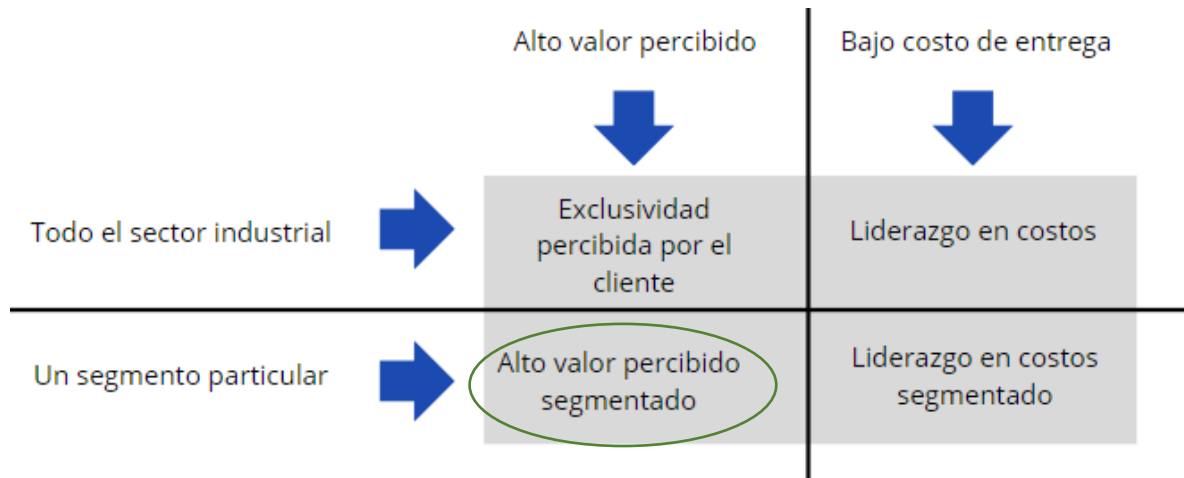 Alto valor percibido
Bajo costo de entrega
Todo el sector industrial
Exclusividad
percibida por el
cliente
Liderazgo en costos
Un segmento particular
Alto valor percibido
segmentado
Liderazgo en costos
segmentado